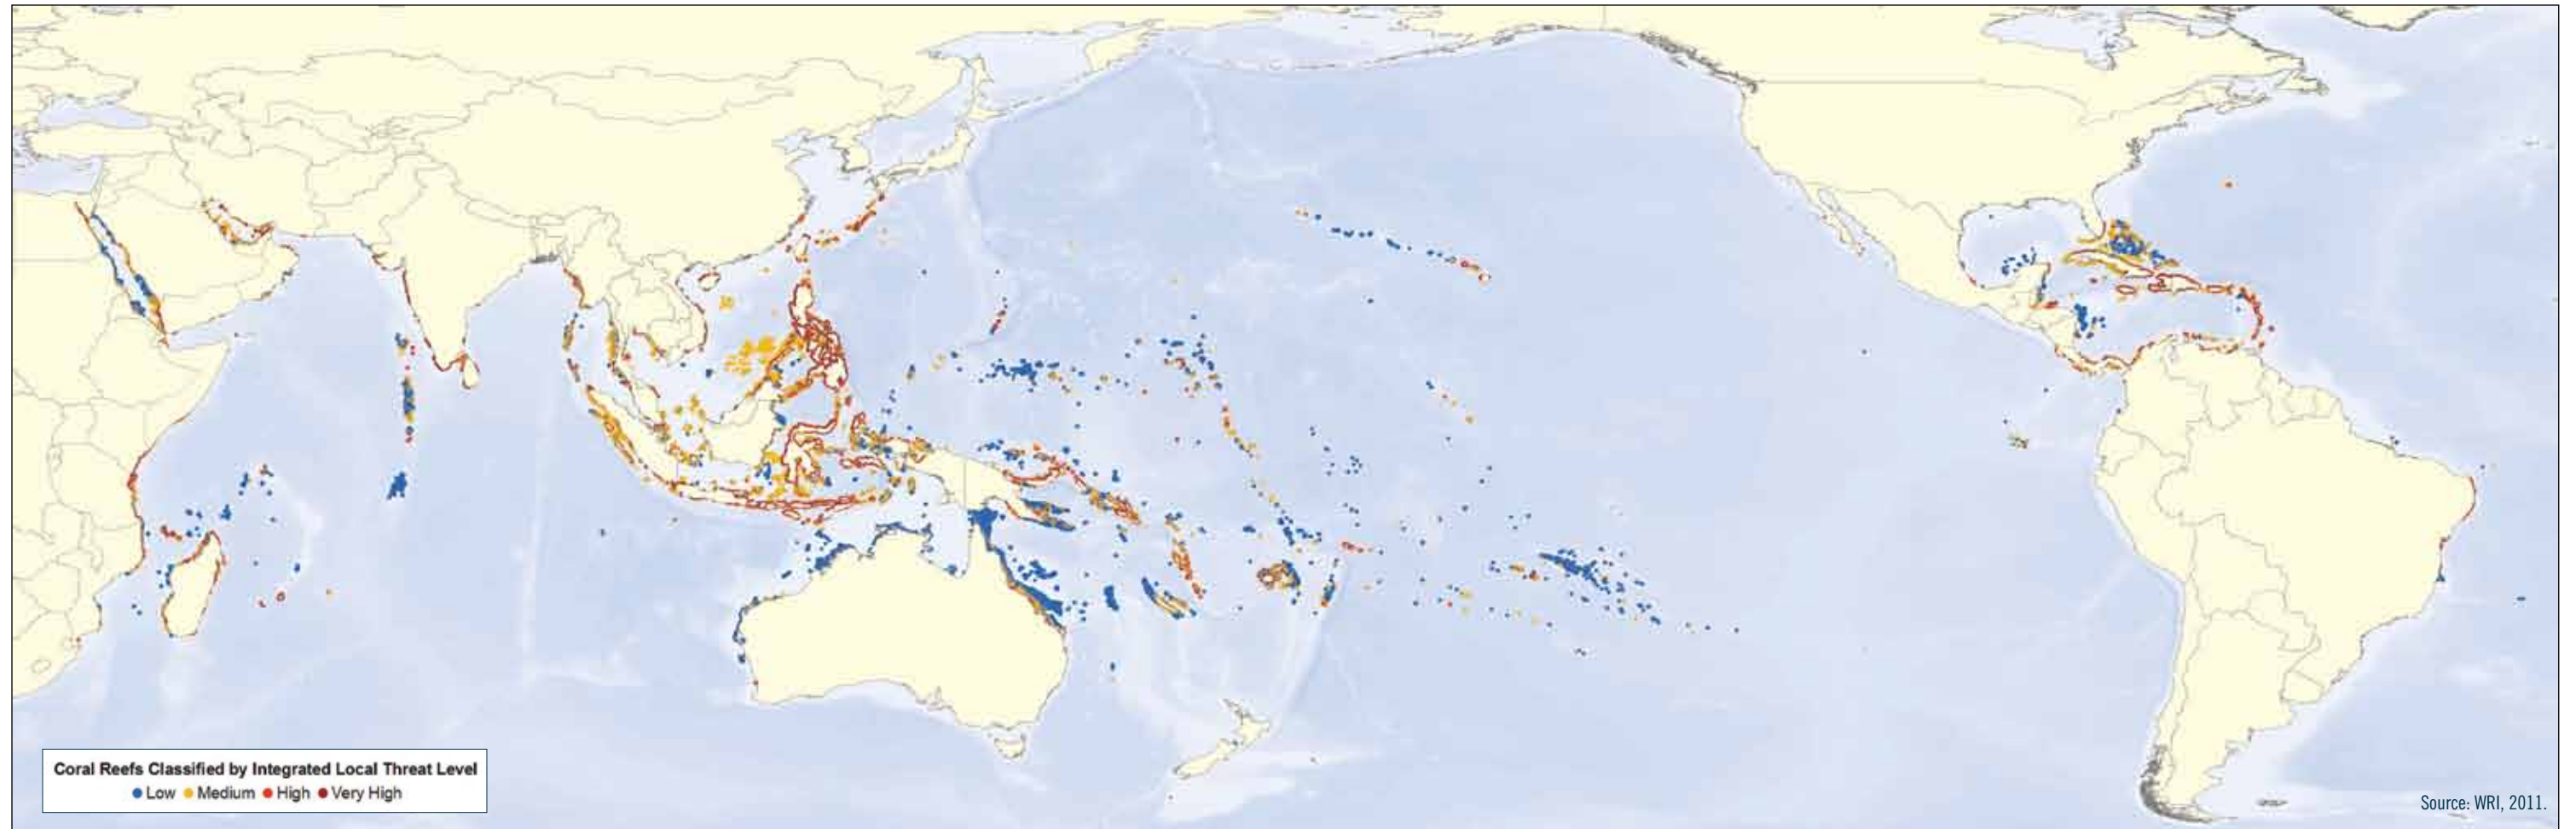 Coral Reefs Classified by Integrated Local Threat Level
Low Medium High Very High
Source: WRI, 2011.